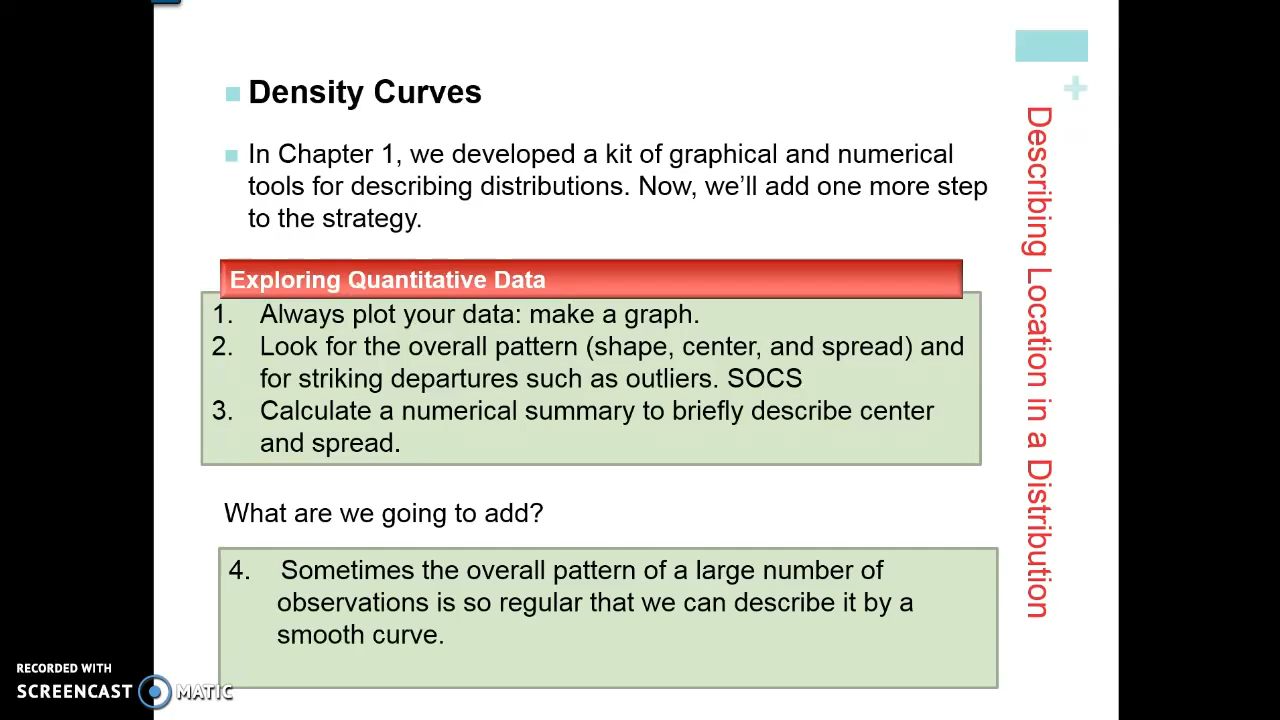 Density Curves
In Chapter 1, we developed a kit of graphical and numerical
tools for describing distributions. Now, we'll add one more step
to the strategy.
Exploring Quantitative Data
1. Always plot your data: make a graph.
2. Look for the overall pattern (shape, center, and spread) and
for striking departures such as outliers. SOCS
3. Calculate a numerical summary to briefly describe center
and spread.
What are we going to add?
4. Sometimes the overall pattern of a large number of
observations is so regular that we can describe it by a
smooth curve.
+
Describing Location in a Distribution
RECORDED WITH
SCREENCAST MATIC